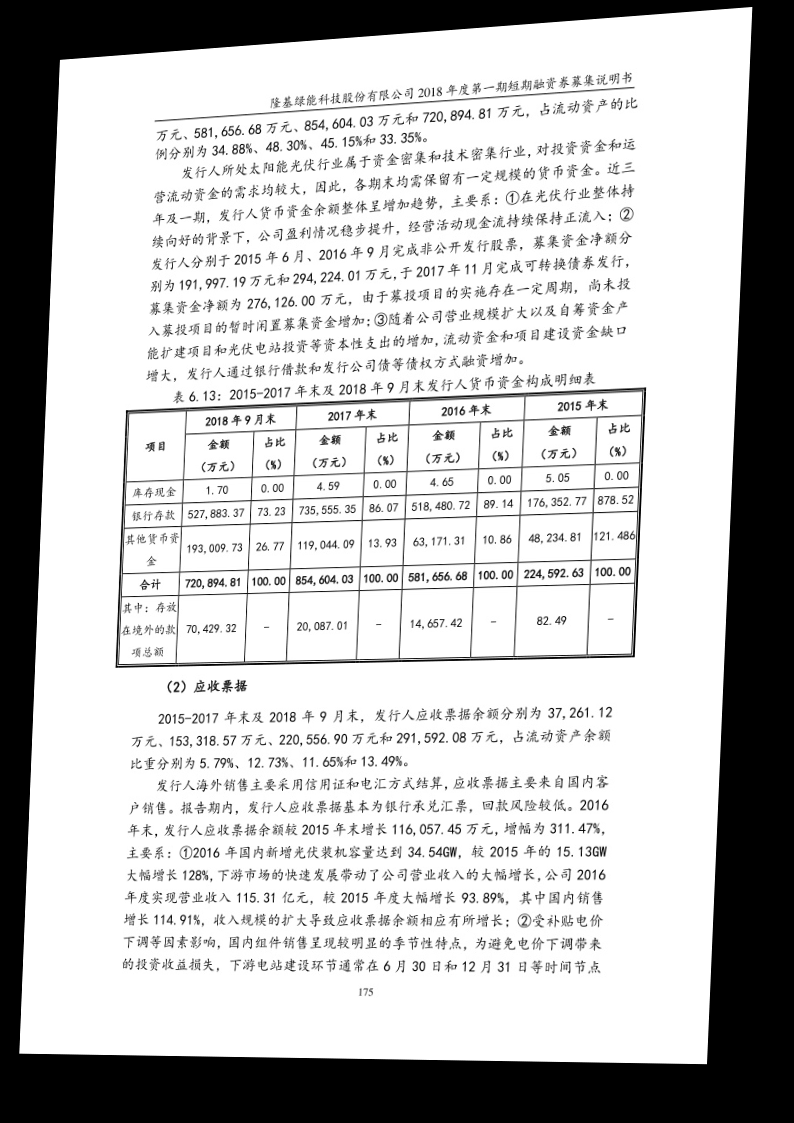 隆基绿能科技股份有限公司 2018 年度第一期短期融资券募集说明书
万元、581,656.68 万元、854,604.03 万元和 720,894.81 万元，占流动资产的比
例分别为 34.88%、48.30%、45.15%和 33.35%。
发行人所处太阳能光伏行业属于资金密集和技术密集行业，对投资资金和运
营流动资金的需求均较大，因此，各期末均需保留有一定规模的货币资金。近三
年及一期，发行人货币资金余额整体呈增加趋势，主要系：①在光伏行业整体持
续向好的背景下，公司盈利情况稳步提升，经营活动现金流持续保持正流入；②
发行人分别于 2015 年 6 月、2016 年 9 月完成非公开发行股票，募集资金净额分
别为 191,997.19 万元和 294,224.01 万元，于 2017 年 11 月完成可转换债券发行，
募集资金净额为 276,126.00 万元，由于募投项目的实施存在一定周期，尚未投
入募投项目的暂时闲置募集资金增加；③随着公司营业规模扩大以及自筹资金产
能扩建项目和光伏电站投资等资本性支出的增加，流动资金和项目建设资金缺口
增大，发行人通过银行借款和发行公司债等债权方式融资增加。
表 6.13：2015-2017 年末及 2018 年 9 月末发行人货币资金构成明细表
项目 2018 年 9 月末 2017 年末 2016 年末 2015 年末
金额 占比 金额 占比 金额 占比 金额 占比
（万元） （%） （万元） （%） （万元） （%） （万元） （%）
库存现金 1.70 0.00 4.59 0.00 4.65 0.00 5.05 0.00
银行存款 527,883.37 73.23 735,555.35 86.07 518,480.72 89.14 176,352.77 878.52
其他货币资
金 193,009.73 26.77 119,044.09 13.93 63,171.31 10.86 48,234.81 121.486
合计 720,894.81 100.00 854,604.03 100.00 581,656.68 100.00 224,592.63 100.00
其中：存放
在境外的款 70,429.32 - 20,087.01 - 14,657.42 - 82.49 -
项总额
（2）应收票据
2015-2017 年末及 2018 年 9 月末，发行人应收票据余额分别为 37,261.12
万元、153,318.57 万元、220,556.90 万元和 291,592.08 万元，占流动资产余额
比重分别为 5.79%、12.73%、11.65%和 13.49%。
发行人海外销售主要采用信用证和电汇方式结算，应收票据主要来自国内客
户销售。报告期内，发行人应收票据基本为银行承兑汇票，回款风险较低。2016
年末，发行人应收票据余额较 2015 年末增长 116,057.45 万元，增幅为 311.47%，
主要系：①2016 年国内新增光伏装机容量达到 34.54GW，较 2015 年的 15.13GW
大幅增长 128%，下游市场的快速发展带动了公司营业收入的大幅增长，公司 2016
年度实现营业收入 115.31 亿元，较 2015 年度大幅增长 93.89%，其中国内销售
增长 114.91%，收入规模的扩大导致应收票据余额相应有所增长；②受补贴电价
下调等因素影响，国内组件销售呈现较明显的季节性特点，为避免电价下调带来
的投资收益损失，下游电站建设环节通常在 6 月 30 日和 12 月 31 日等时间节点
175